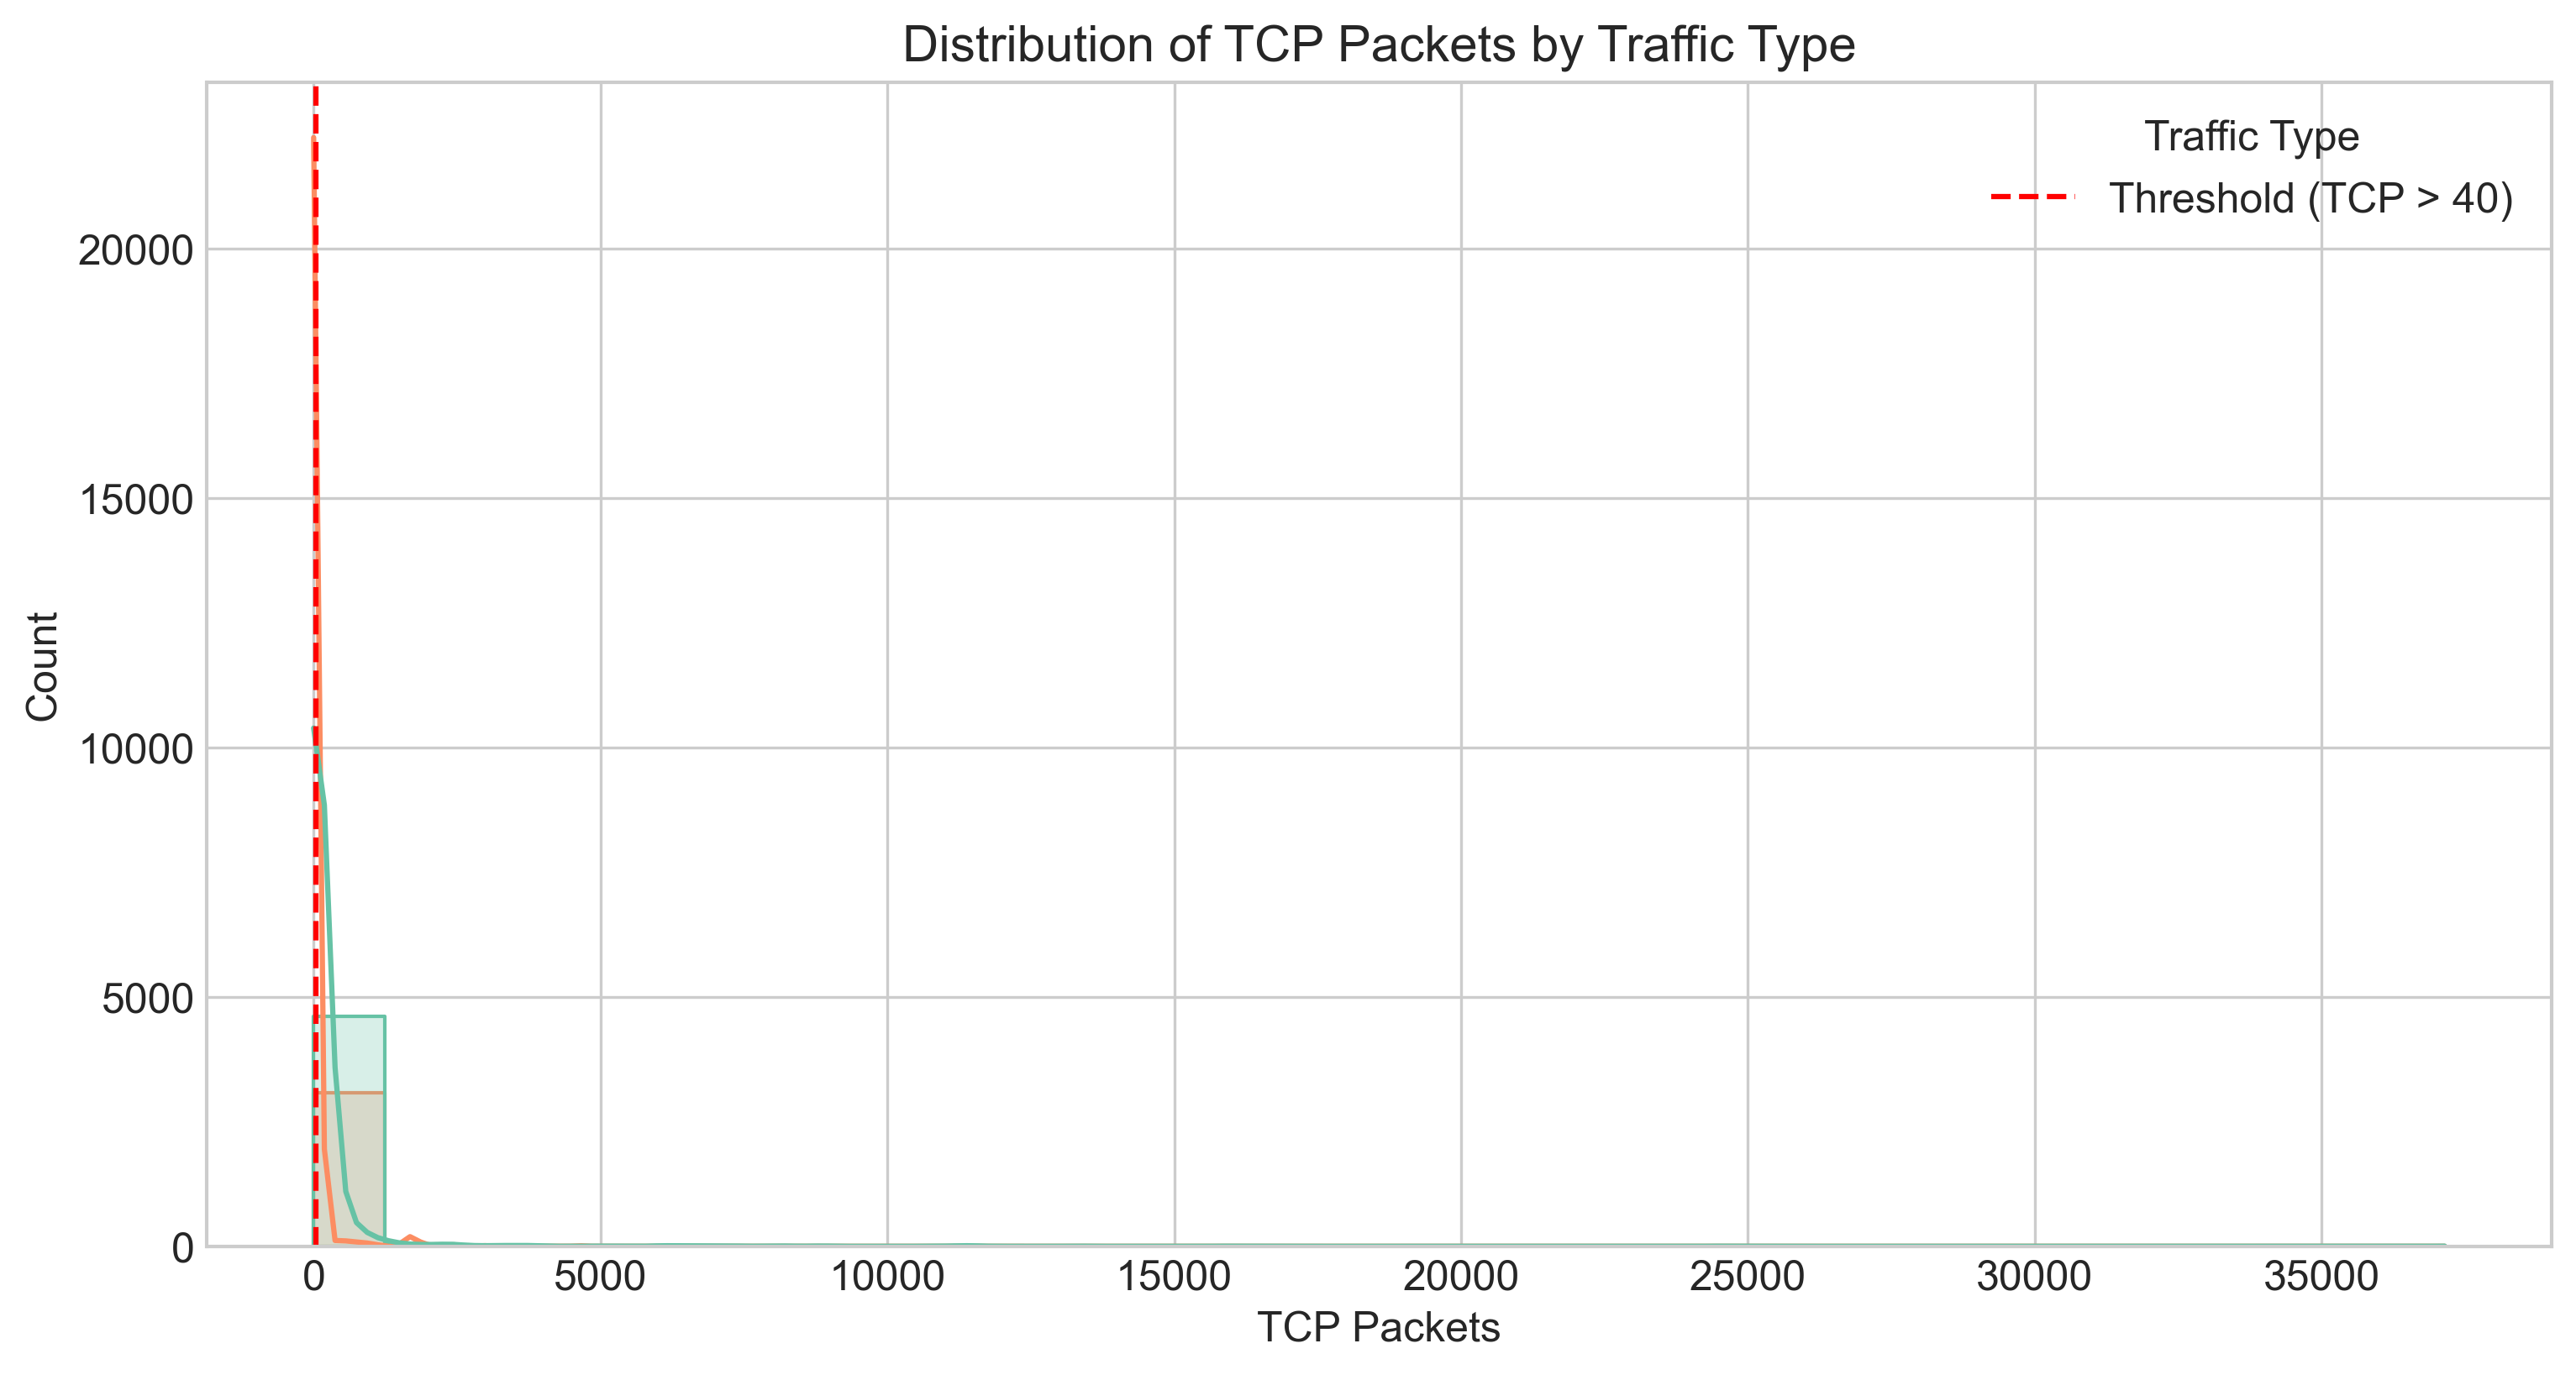 Distribution of TCP Packets by Traffic Type
Traffic Type
Threshold (TCP > 40)
Count
20000
15000
10000
5000
0
0 5000 10000 15000 20000 25000 30000 35000
TCP Packets